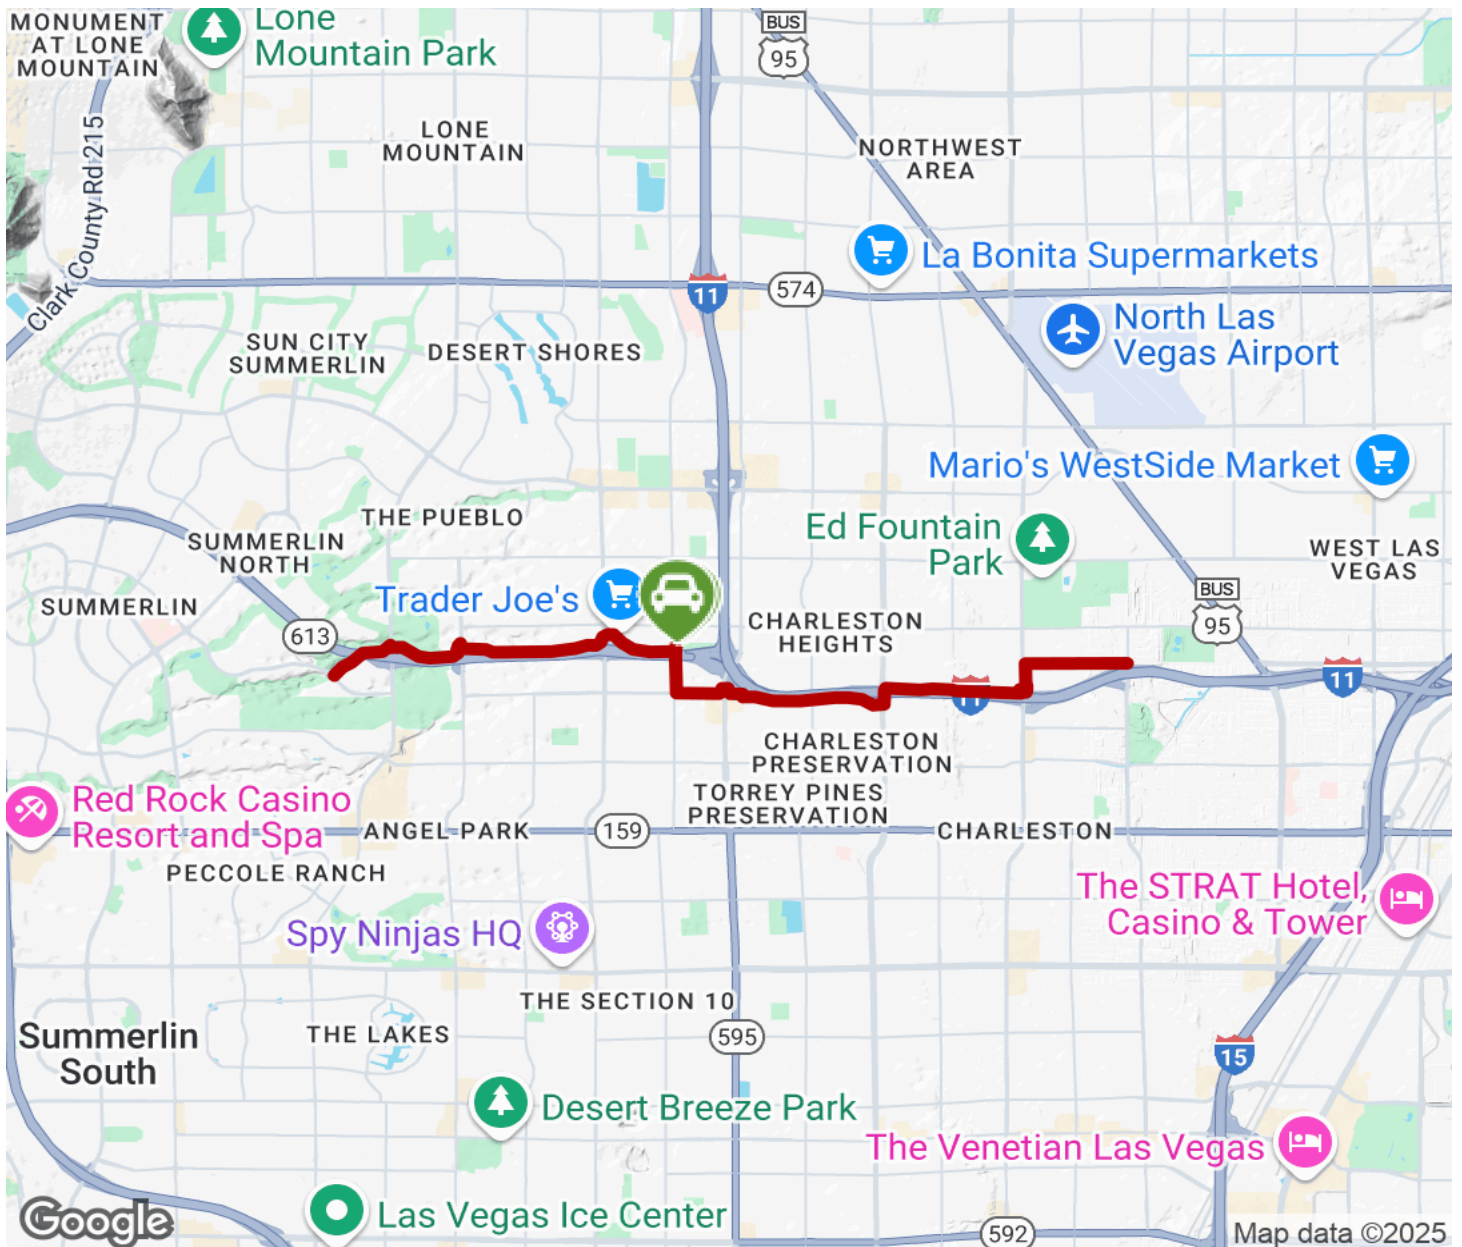 MONUMENT
AT LONE
MOUNTAIN
Lone
Mountain Park
BUS
95
LONE
MOUNTAIN
NORTHWEST
AREA
Clark County Rd 215
La Bonita Supermarkets
11
574
North Las
Vegas Airport
SUN CITY
SUMMERLIN
DESERT SHORES
Mario's WestSide Market
THE PUEBLO
Ed Fountain
Park
SUMMERLIN
NORTH
WEST LAS
VEGAS
SUMMERLIN
Trader Joe's
BUS
95
CHARLESTON
HEIGHTS
613
11
11
CHARLESTON
PRESERVATION
TORREY PINES
PRESERVATION
Red Rock Casino
Resort and Spa
ANGEL PARK
159
CHARLESTON
PECCOLE RANCH
The STRAT Hotel,
Casino & Tower
Spy Ninjas HQ
THE SECTION 10
Summerlin
South
THE LAKES
595
15
Desert Breeze Park
The Venetian Las Vegas
Las Vegas Ice Center
592
Google
Map data ©2025